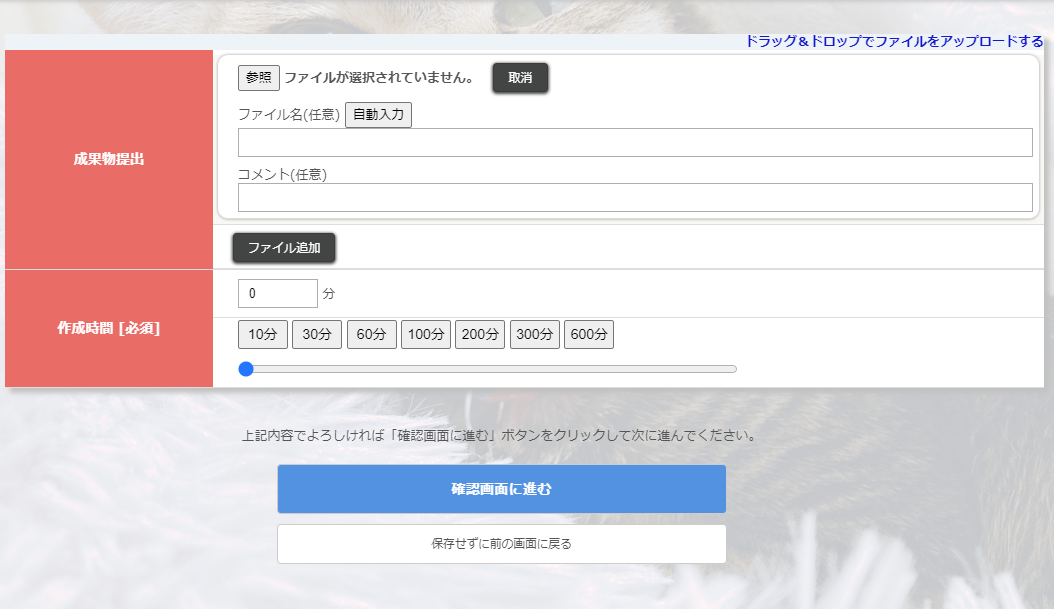 ドラッグ＆ドロップでファイルをアップロードする
成果物提出
参照 ファイルが選択されていません。 取消
ファイル名(任意) 自動入力
コメント(任意)
ファイル追加
作成時間 [必須]
0 分
10分 30分 60分 100分 200分 300分 600分
上記内容でよろしければ「確認画面に進む」ボタンをクリックして次に進んでください。
確認画面に進む
保存せずに前の画面に戻る